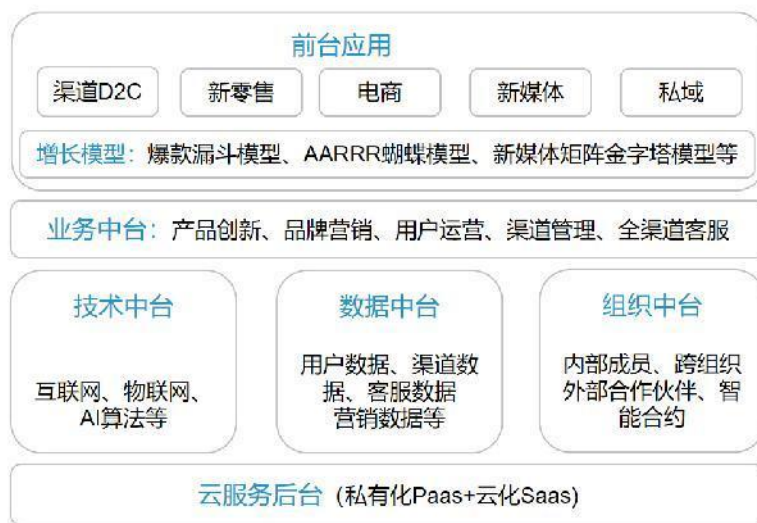 前台应用
渠道D2C 新零售 电商 新媒体 私域
增长模型：爆款漏斗模型、AARRR蝴蝶模型、新媒体矩阵金字塔模型等
业务中台：产品创新、品牌营销、用户运营、渠道管理、全渠道客服
技术中台
互联网、物联网、
AI算法等
数据中台
用户数据、渠道数
据、客服数据
营销数据等
组织中台
内部成员、跨组织
外部合作伙伴、智
能合约
云服务后台 (私有化Paas+云化Saas)